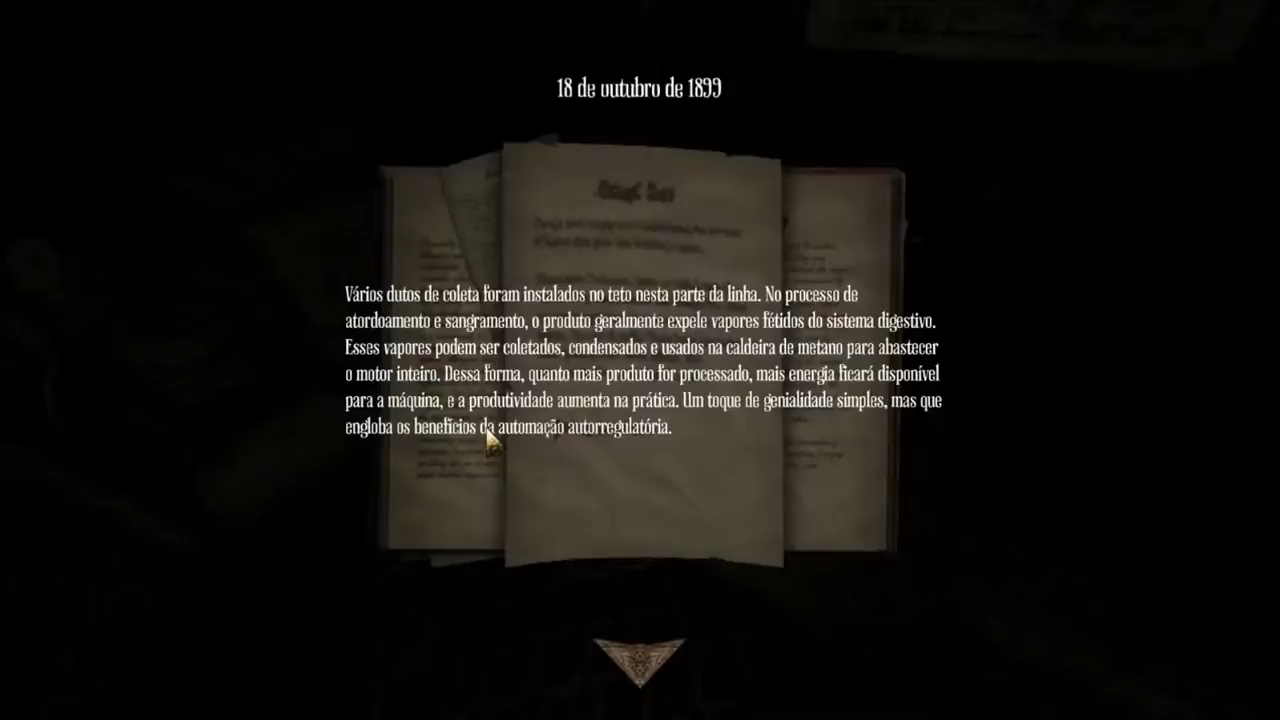 18 de outubro de 1899
Vários dutos de coleta foram instalados no teto nesta parte da linha. No processo de
atordoamento e sangramento, o produto geralmente expele vapores fétidos do sistema digestivo.
Esses vapores podem ser coletados, condensados e usados na caldeira de metano para abastecer
o motor inteiro. Dessa forma, quanto mais produto for processado, mais energia ficará disponível
para a máquina, e a produtividade aumenta na prática. Um toque de genialidade simples, mas que
engloba os benefícios da automação autorregulatória.